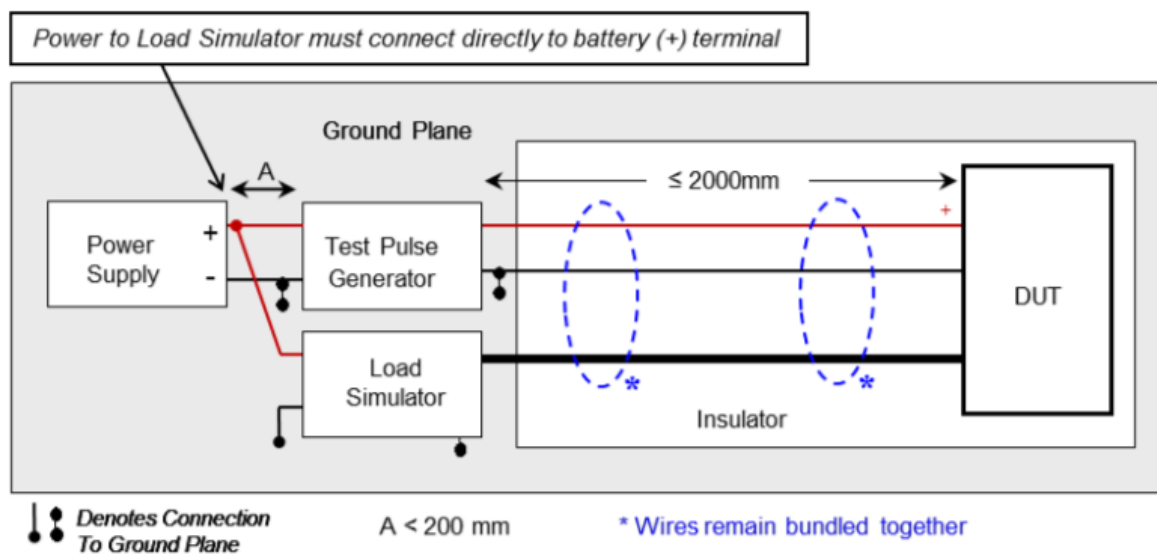 Power to Load Simulator must connect directly to battery (+) terminal
Ground Plane
A
≤ 2000mm
+
Power
Supply
+
-
Test Pulse
Generator
DUT
Load
Simulator
*
*
Insulator
Denotes Connection
To Ground Plane
A < 200 mm
* Wires remain bundled together